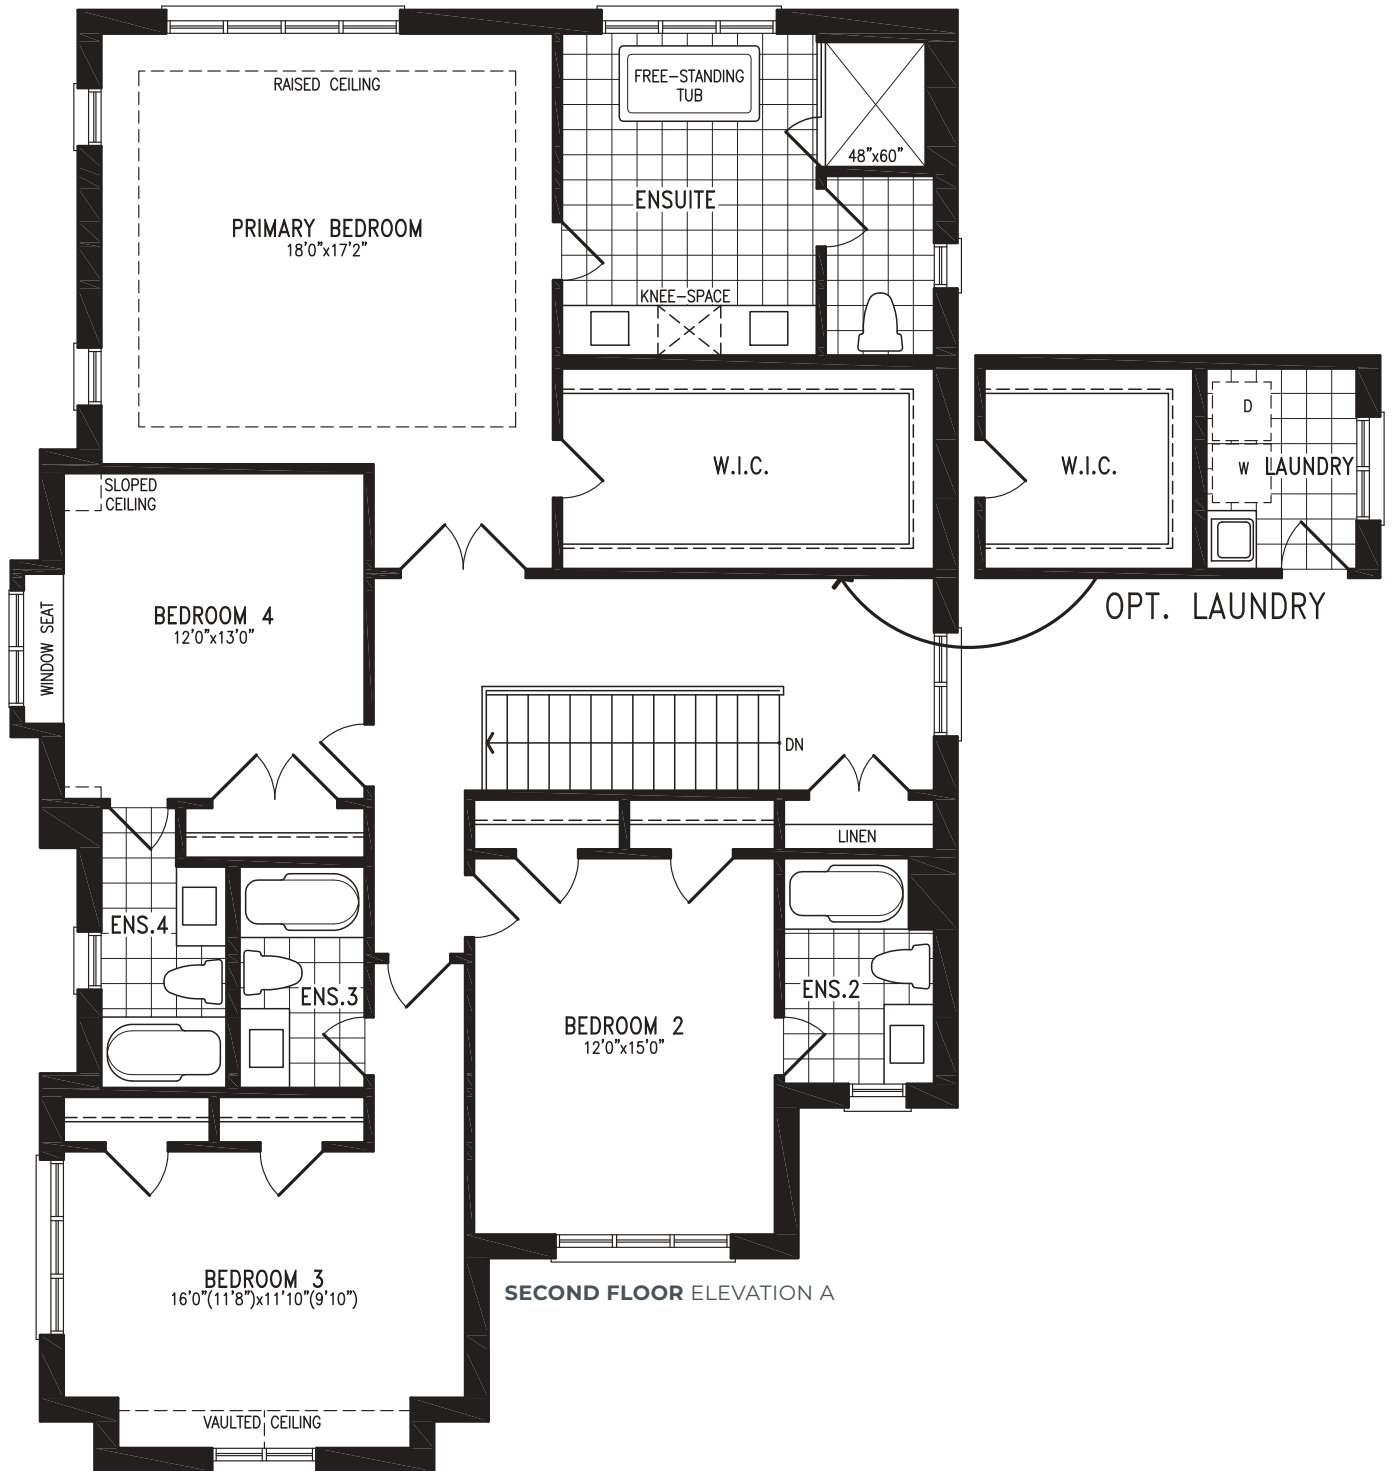 RAISED CEILING
FREE-STANDING
TUB
48"x60"
ENSUITE
PRIMARY BEDROOM
18'0"x17'2"
KNEE-SPACE
W.I.C.
W.I.C.
D
W
LAUNDRY
SLOPED
CEILING
OPT. LAUNDRY
BEDROOM 4
12'0"x13'0"
WINDOW SEAT
DN
LINEN
ENS.4
ENS.3
ENS.2
BEDROOM 2
12'0"x15'0"
BEDROOM 3
16'0"(11'8")x11'10"(9'10")
SECOND FLOOR ELEVATION A
VAULTED CEILING